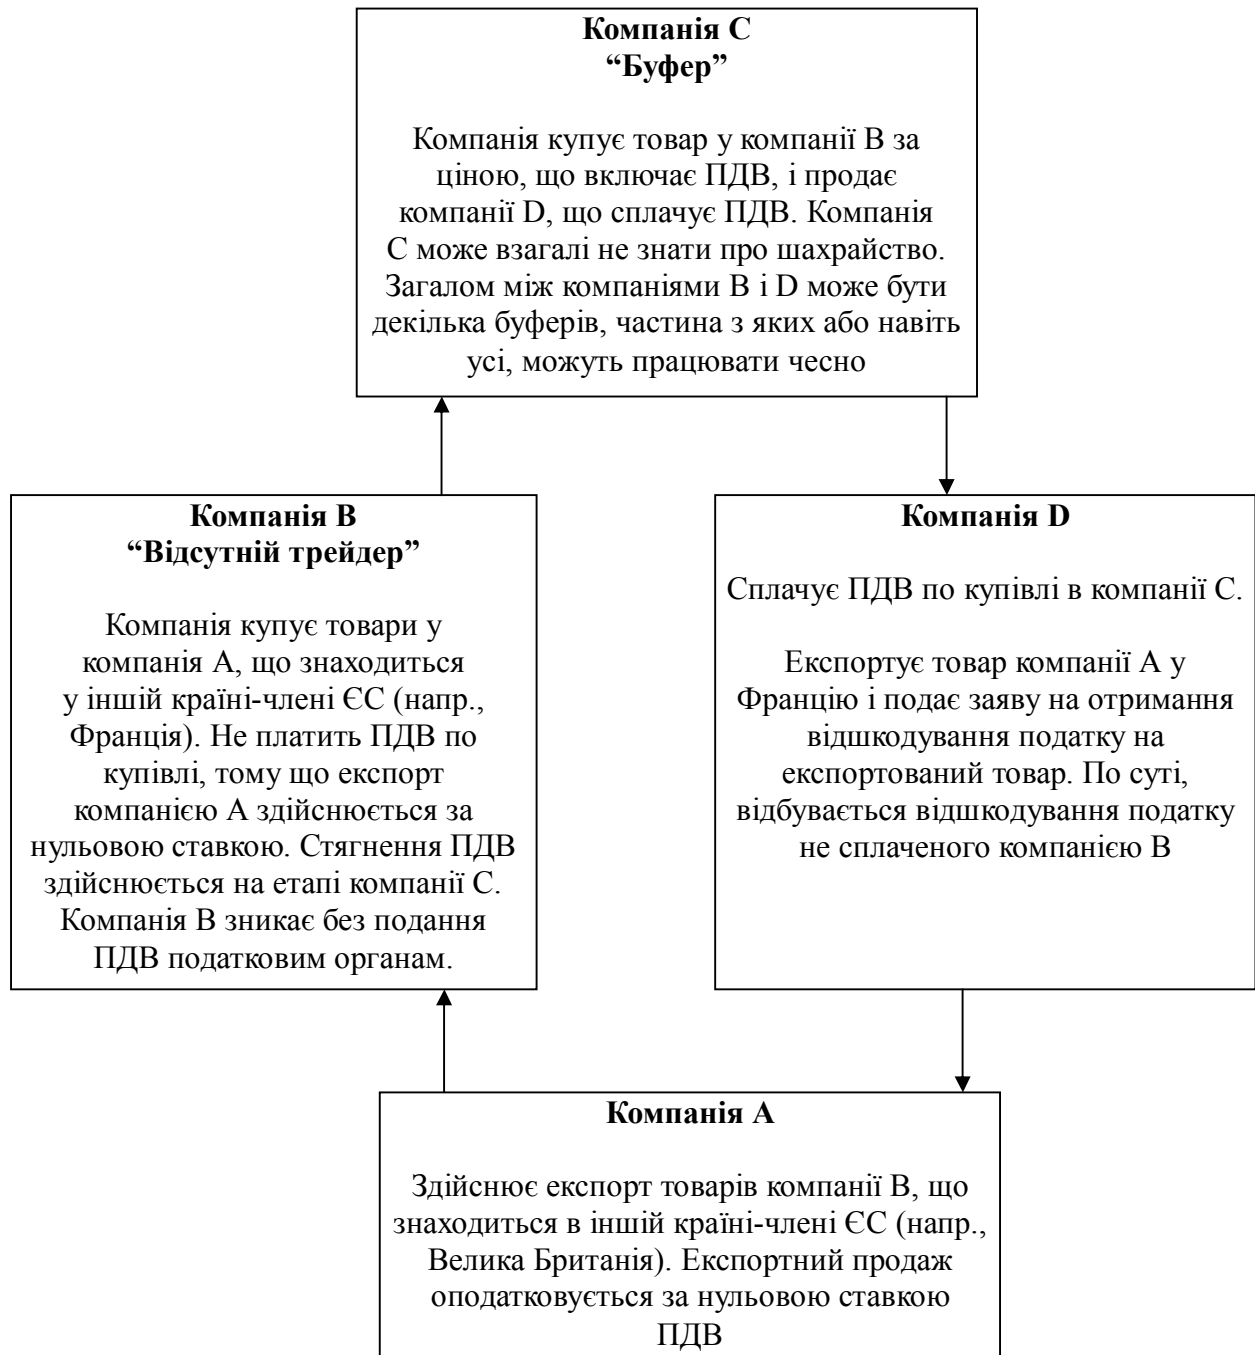 Компанія С
“Буфер”
Компанія купує товар у компанії В за
ціною, що включає ПДВ, і продає
компанії D, що сплачує ПДВ. Компанія
С може взагалі не знати про шахрайство.
Загалом між компаніями В і D може бути
декілька буферів, частина з яких або навіть
усі, можуть працювати чесно
Компанія В
“Відсутній трейдер”
Компанія купує товари у
компанія А, що знаходиться
у іншій країні-члені ЄС (напр.,
Франція). Не платить ПДВ по
купівлі, тому що експорт
компанією А здійснюється за
нульовою ставкою. Стягнення ПДВ
здійснюється на етапі компанії С.
Компанія В зникає без подання
ПДВ податковим органам.
Компанія D
Сплачує ПДВ по купівлі в компанії С.
Експортує товар компанії А у
Францію і подає заяву на отримання
відшкодування податку на
експортований товар. По суті,
відбувається відшкодування податку
не сплаченого компанією В
Компанія А
Здійснює експорт товарів компанії В, що
знаходиться в іншій країні-члені ЄС (напр.,
Велика Британія). Експортний продаж
оподатковується за нульовою ставкою
ПДВ